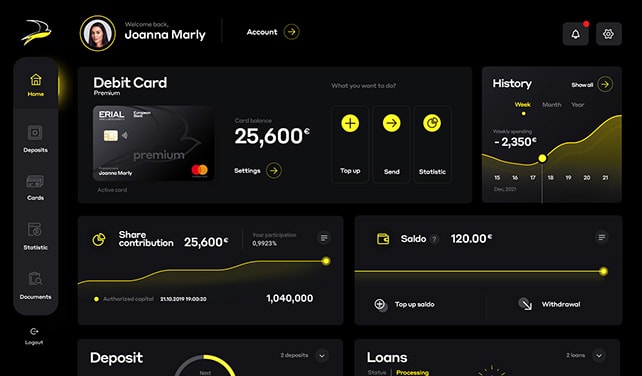 Welcome back,
Joanna Marly
Account
Home
Deposits
Cards
Statistic
Documents
Logout
Debit Card
Premium
ERIAL
European Bank
premium
Joanna Marly
mastercard
Active card
Card balance
25,600€
Settings
What you want to do?
Top up
Send
Statistic
History
Show all
Week Month Year
Weekly spending
- 2,350€
15 16 17 18 19 20 21
Dec, 2021
Share
contribution
25,600€
Your participation
0,9923%
Authorized capital 21.10.2019 19:00:20
1,040,000
Saldo ? 120.00€
Top up saldo
Withdrawal
Deposit
2 deposits
Next
Loans
2 loans
Status Processing